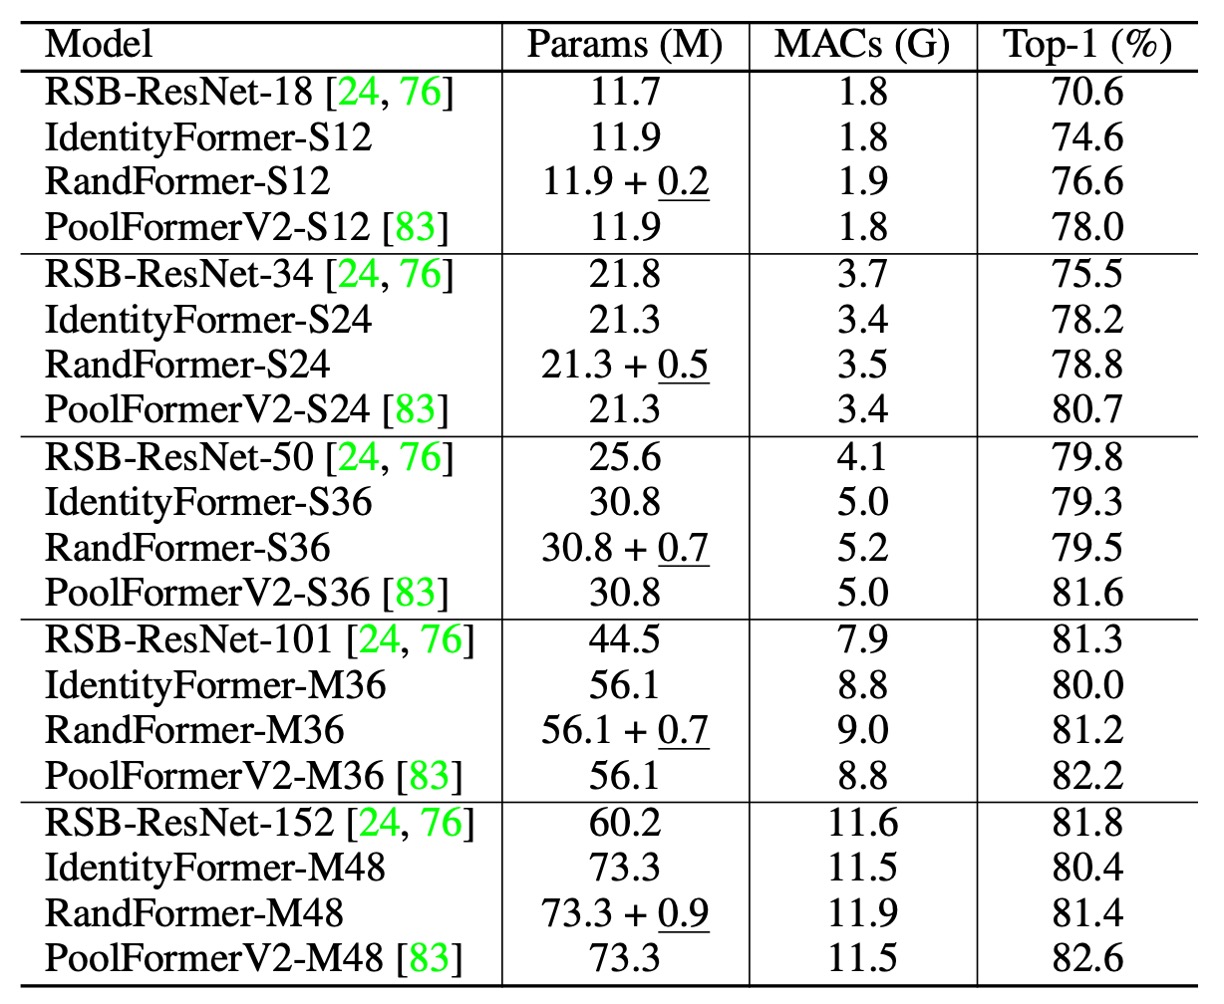 Model Params (M) MACs (G) Top-1 (%)
RSB-ResNet-18 [24, 76] 11.7 1.8 70.6
IdentityFormer-S12 11.9 1.8 74.6
RandFormer-S12 11.9 + 0.2 1.9 76.6
PoolFormerV2-S12 [83] 11.9 1.8 78.0
RSB-ResNet-34 [24, 76] 21.8 3.7 75.5
IdentityFormer-S24 21.3 3.4 78.2
RandFormer-S24 21.3 + 0.5 3.5 78.8
PoolFormerV2-S24 [83] 21.3 3.4 80.7
RSB-ResNet-50 [24, 76] 25.6 4.1 79.8
IdentityFormer-S36 30.8 5.0 79.3
RandFormer-S36 30.8 + 0.7 5.2 79.5
PoolFormerV2-S36 [83] 30.8 5.0 81.6
RSB-ResNet-101 [24, 76] 44.5 7.9 81.3
IdentityFormer-M36 56.1 8.8 80.0
RandFormer-M36 56.1 + 0.7 9.0 81.2
PoolFormerV2-M36 [83] 56.1 8.8 82.2
RSB-ResNet-152 [24, 76] 60.2 11.6 81.8
IdentityFormer-M48 73.3 11.5 80.4
RandFormer-M48 73.3 + 0.9 11.9 81.4
PoolFormerV2-M48 [83] 73.3 11.5 82.6